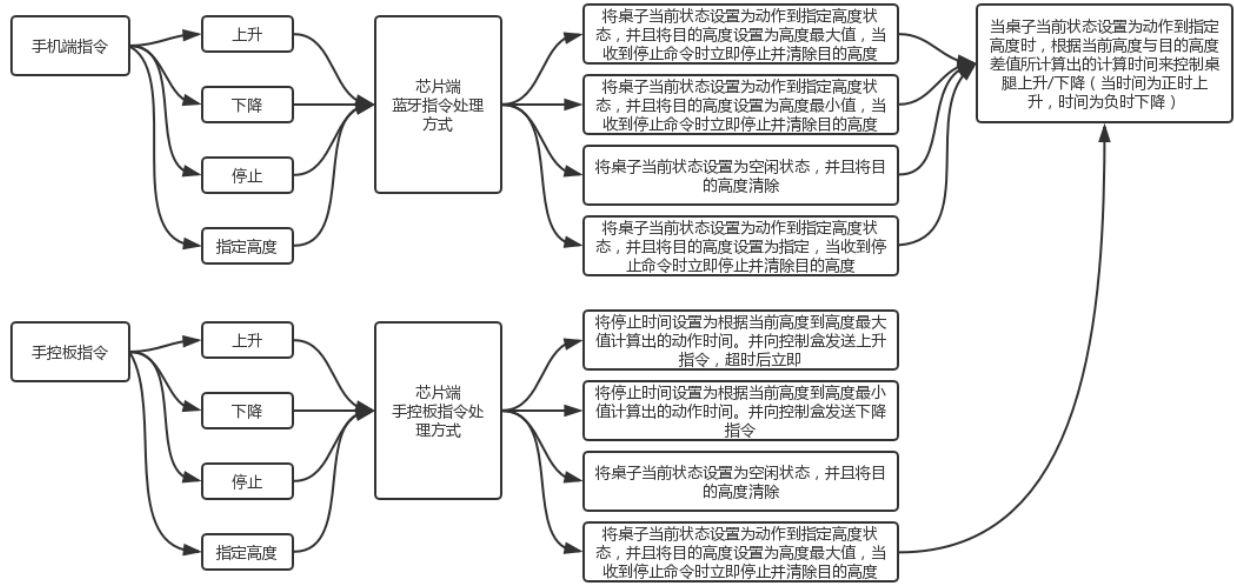 手机端指令
上升
下降
停止
指定高度
芯片端
蓝牙指令处理
方式
将桌子当前状态设置为动作到指定高度状
态，并且将目的高度设置为高度最大值，当
收到停止命令时立即停止并清除目的高度
将桌子当前状态设置为动作到指定高度状
态，并且将目的高度设置为高度最小值，当
收到停止命令时立即停止并清除目的高度
将桌子当前状态设置为空闲状态，并且将目
的高度清除
将桌子当前状态设置为动作到指定高度状
态，并且将目的高度设置为指定，当收到停
止命令时立即停止并清除目的高度
当桌子当前状态设置为动作到指定
高度时，根据当前高度与目的高度
差值所计算出的计算时间来控制桌
腿上升/下降（当时间为正时上
升，时间为负时下降）
手控板指令
上升
下降
停止
指定高度
芯片端
手控板指令处
理方式
将停止时间设置为根据当前高度到高度最大
值计算出的动作时间。并向控制盒发送上升
指令，超时后立即
将停止时间设置为根据当前高度到高度最小
值计算出的动作时间。并向控制盒发送下降
指令
将桌子当前状态设置为空闲状态，并且将目
的高度清除
将桌子当前状态设置为动作到指定高度状
态，并且将目的高度设置为高度最大值，当
收到停止命令时立即停止并清除目的高度